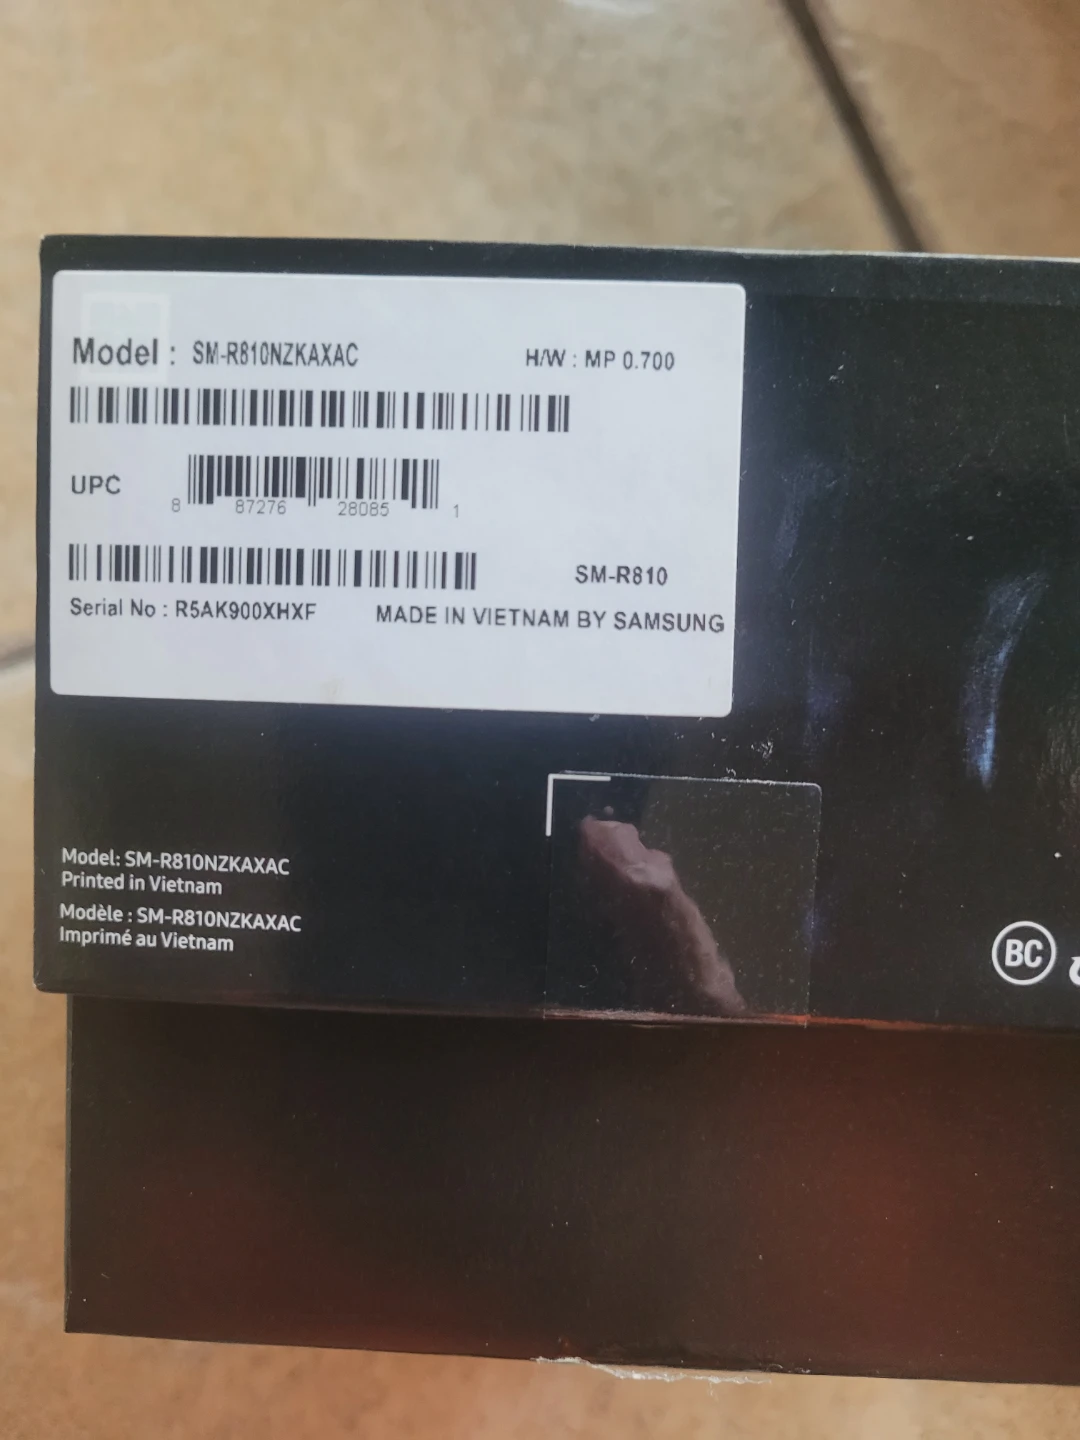 Model : SM-R810NZKAXAC H/W : MP 0.700
UPC
8 87276 28085 1
SM-R810
Serial No : R5AK900XHXF MADE IN VIETNAM BY SAMSUNG
Model: SM-R810NZKAXAC
Printed in Vietnam
Modèle : SM-R810NZKAXAC
Imprimé au Vietnam
BC